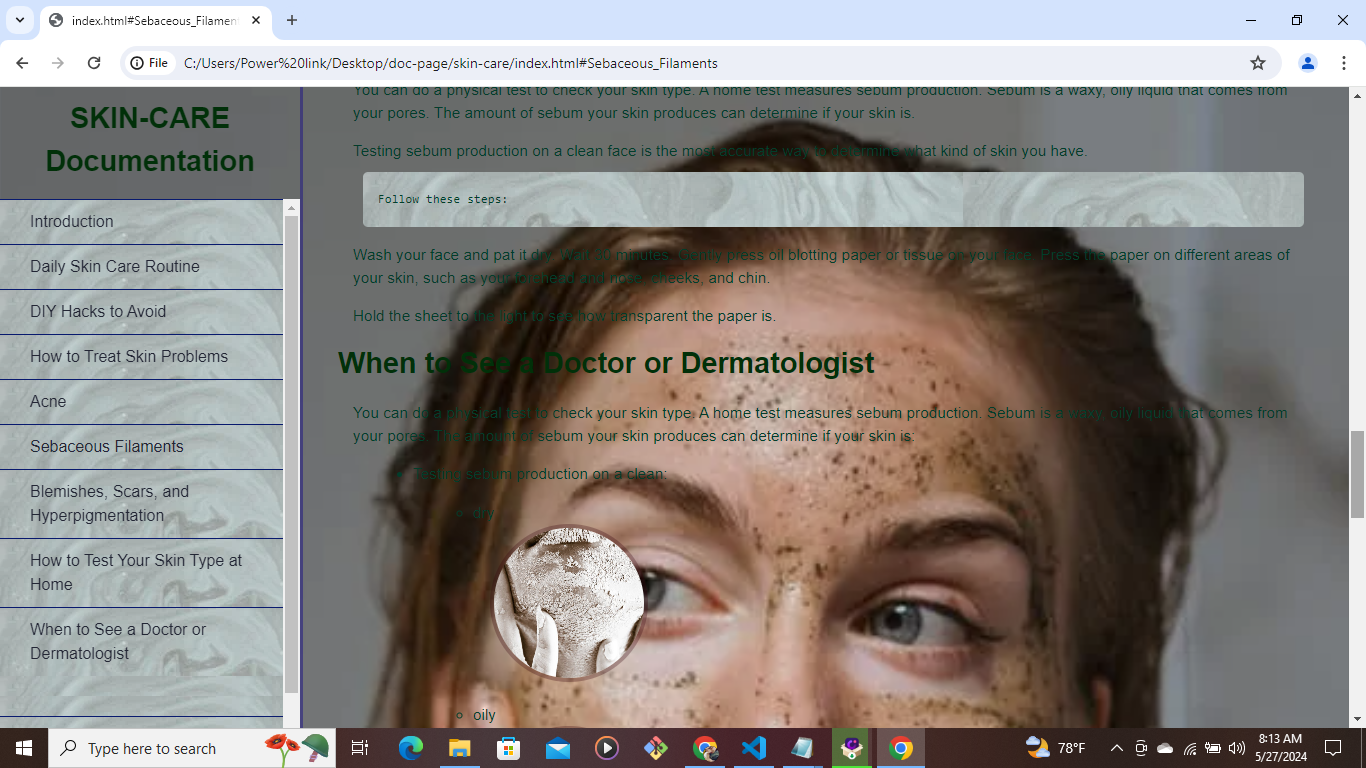 index.html#Sebaceous_Filamen
File
C:/Users/Power%20link/Desktop/doc-page/skin-care/index.html#Sebaceous_Filaments
SKIN-CARE
Documentation
Introduction
Daily Skin Care Routine
DIY Hacks to Avoid
How to Treat Skin Problems
Acne
Sebaceous Filaments
Blemishes, Scars, and
Hyperpigmentation
How to Test Your Skin Type at
Home
When to See a Doctor or
Dermatologist
You can do a physical test to check your skin type. A home test measures sebum production. Sebum is a waxy, oily liquid that comes from
your pores. The amount of sebum your skin produces can determine if your skin is.
Testing sebum production on a clean face is the most accurate way to determine what kind of skin you have.
Follow these steps:
Wash your face and pat it dry. Wait 30 minutes. Gently press oil blotting paper or tissue on your face. Press the paper on different areas of
your skin, such as your forehead and nose, cheeks, and chin.
Hold the sheet to the light to see how transparent the paper is.
When to See a Doctor or Dermatologist
You can do a physical test to check your skin type. A home test measures sebum production. Sebum is a waxy, oily liquid that comes from
your pores. The amount of sebum your skin produces can determine if your skin is:
Testing sebum production on a clean:
dry
oily
Type here to search
78°F
8:13 AM
5/27/2024